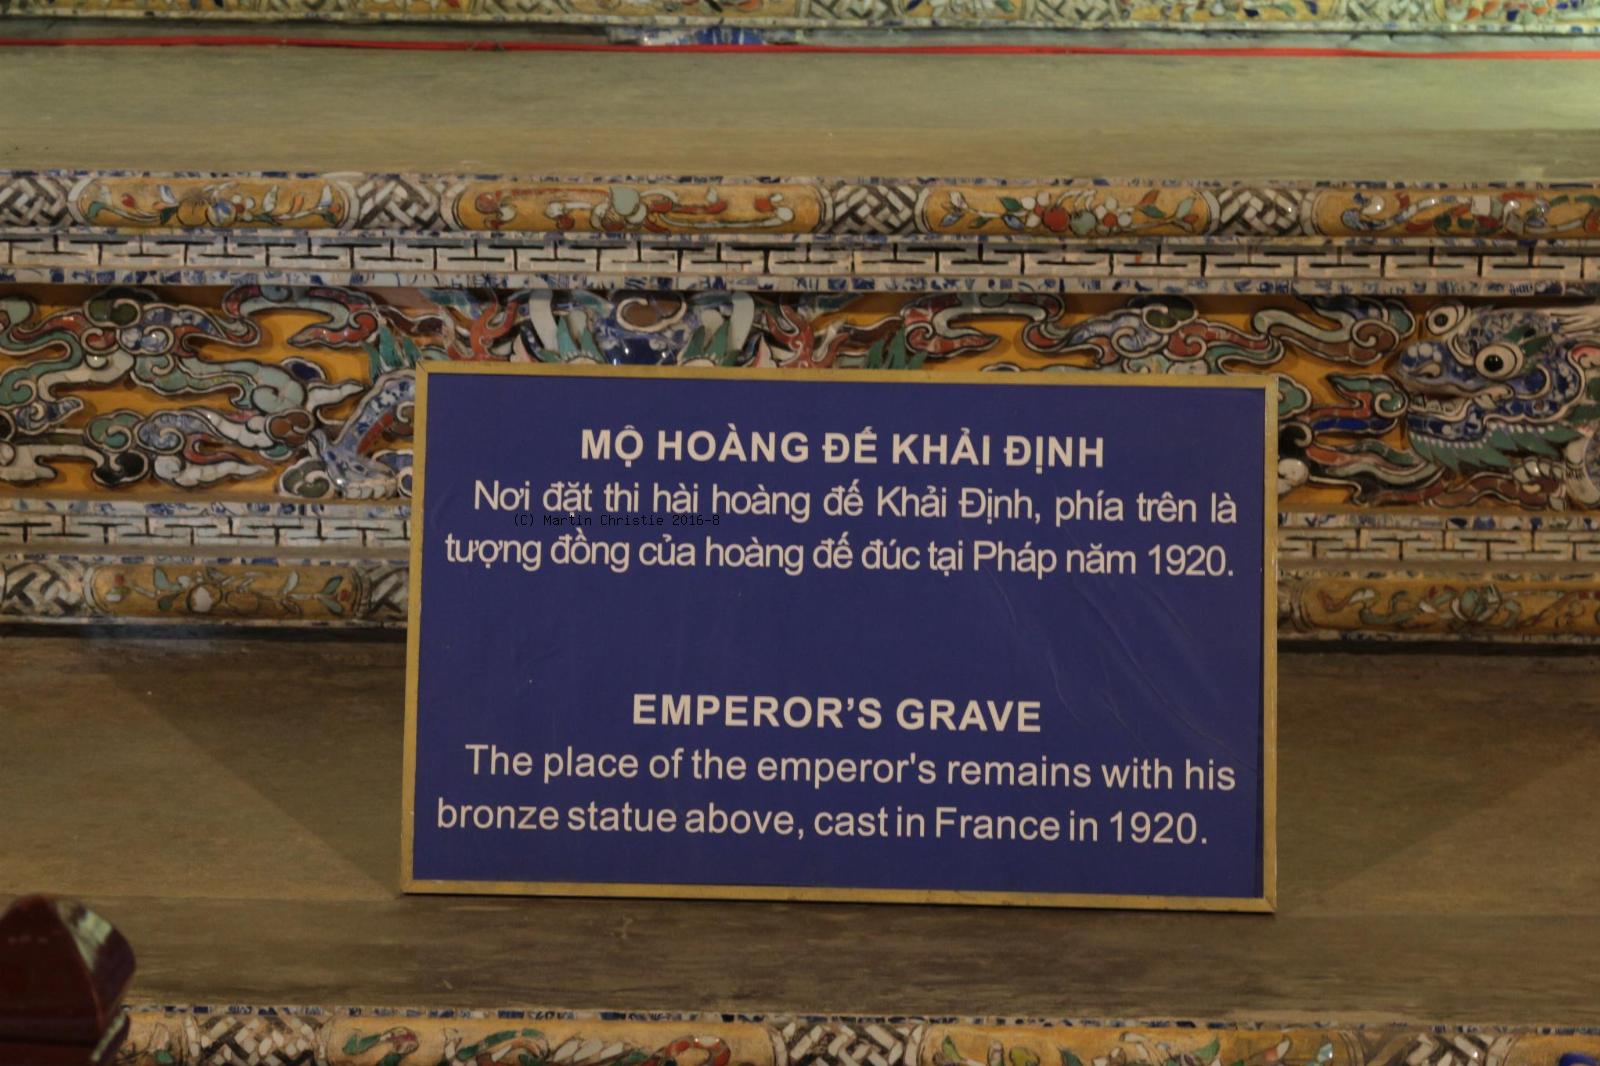 MỘ HOÀNG ĐẾ KHẢI ĐỊNH
Nơi đặt thi hài hoàng đế Khải Định, phía trên là
(C) Martin Christie 2016-8
tượng đồng của hoàng đế đúc tại Pháp năm 1920.
EMPEROR’S GRAVE
The place of the emperor's remains with his
bronze statue above, cast in France in 1920.